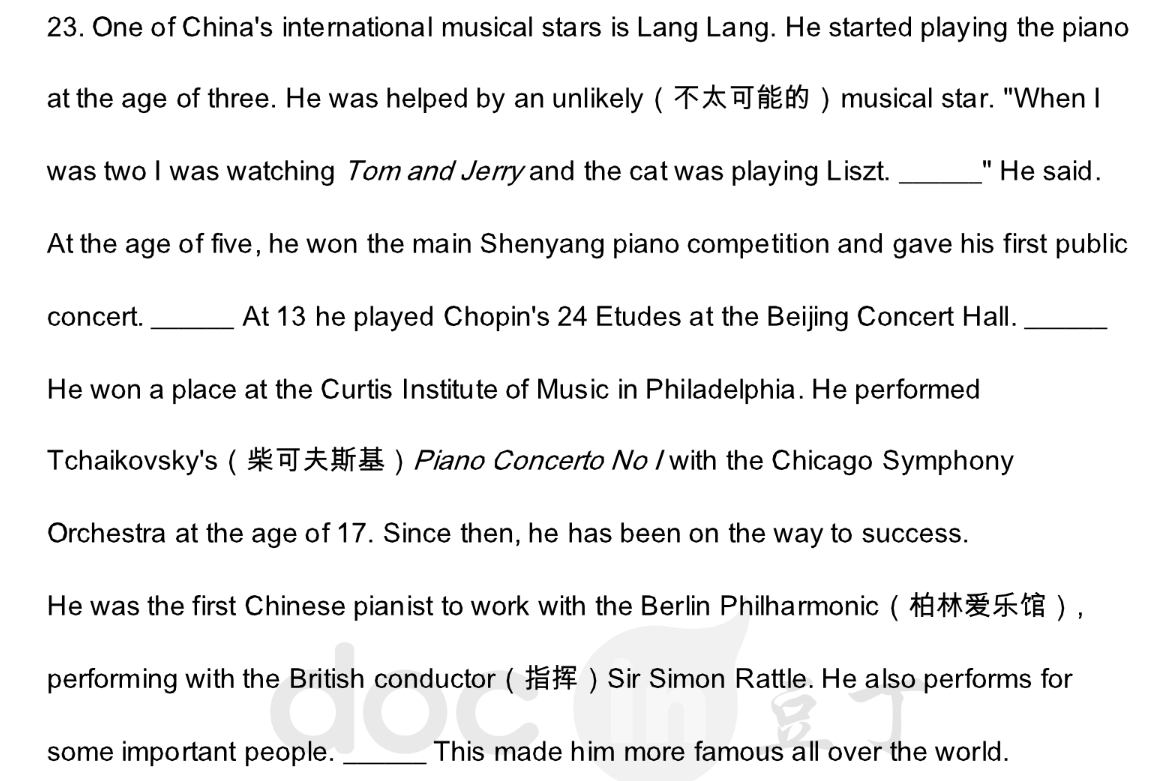 23. One of China's international musical stars is Lang Lang. He started playing the piano
at the age of three. He was helped by an unlikely（不太可能的）musical star. "When I
was two I was watching Tom and Jerry and the cat was playing Liszt. ______" He said.
At the age of five, he won the main Shenyang piano competition and gave his first public
concert. ______ At 13 he played Chopin's 24 Etudes at the Beijing Concert Hall. ______
He won a place at the Curtis Institute of Music in Philadelphia. He performed
Tchaikovsky's（柴可夫斯基）Piano Concerto No I with the Chicago Symphony
Orchestra at the age of 17. Since then, he has been on the way to success.
He was the first Chinese pianist to work with the Berlin Philharmonic（柏林爱乐馆）,
performing with the British conductor（指挥）Sir Simon Rattle. He also performs for
some important people. ______ This made him more famous all over the world.
docin 豆丁